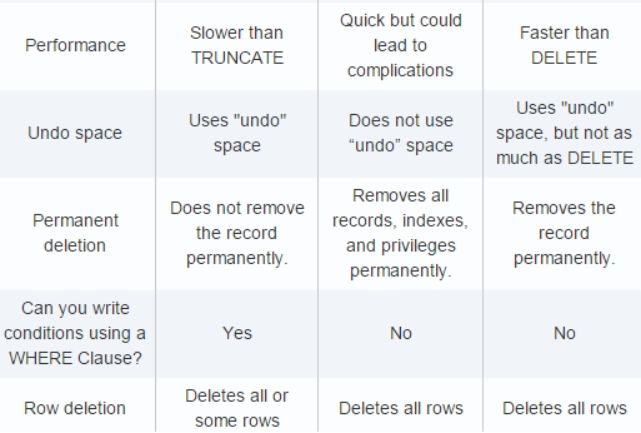 Performance
Slower than
TRUNCATE
Quick but could
lead to
complications
Faster than
DELETE
Undo space
Uses "undo"
space
Does not use
“undo” space
Uses "undo"
space, but not as
much as DELETE
Permanent
deletion
Does not remove
the record
permanently.
Removes all
records, indexes,
and privileges
permanently.
Removes the
record
permanently.
Can you write
conditions using a
WHERE Clause?
Yes
No
No
Row deletion
Deletes all or
some rows
Deletes all rows
Deletes all rows